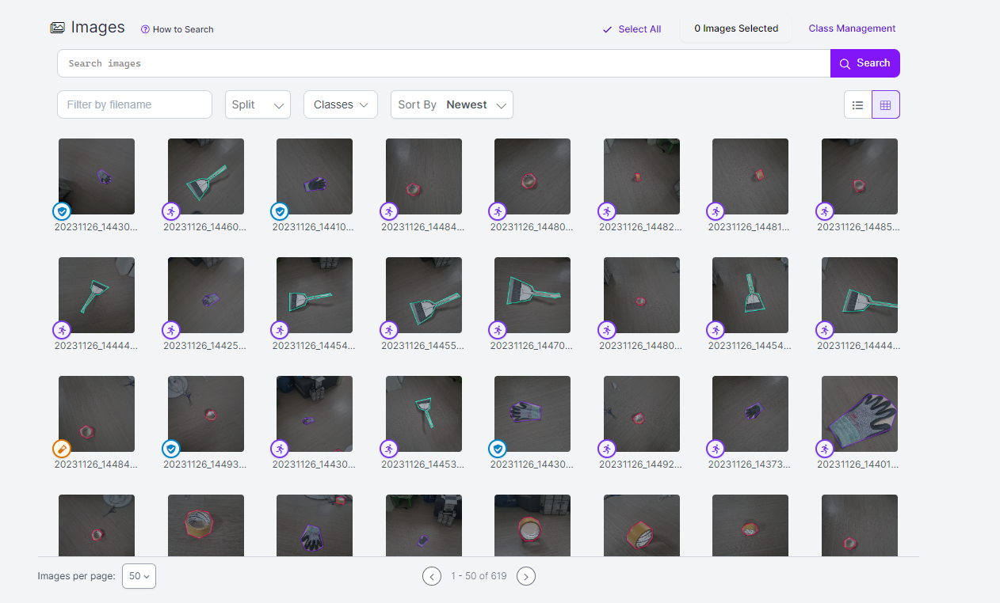 Images
How to Search
Select All
0 Images Selected
Class Management
Search images
Search
Filter by filename
Split
Classes
Sort By Newest
20231126_14430...
20231126_14460...
20231126_14410...
20231126_14484...
20231126_14480...
20231126_14482...
20231126_14481...
20231126_14485...
20231126_14444...
20231126_14425...
20231126_14454...
20231126_14455...
20231126_14470...
20231126_14480...
20231126_14454...
20231126_14444...
20231126_14484...
20231126_14493...
20231126_14430...
20231126_14453...
20231126_14430...
20231126_14492...
20231126_14373...
20231126_14401...
Images per page: 50
1 - 50 of 619